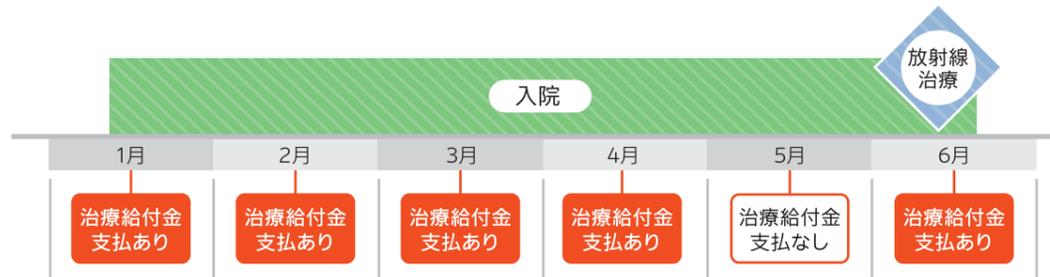 放射線
治療
入院
1月
2月
3月
4月
5月
6月
治療給付金
支払あり
治療給付金
支払あり
治療給付金
支払あり
治療給付金
支払あり
治療給付金
支払なし
治療給付金
支払あり